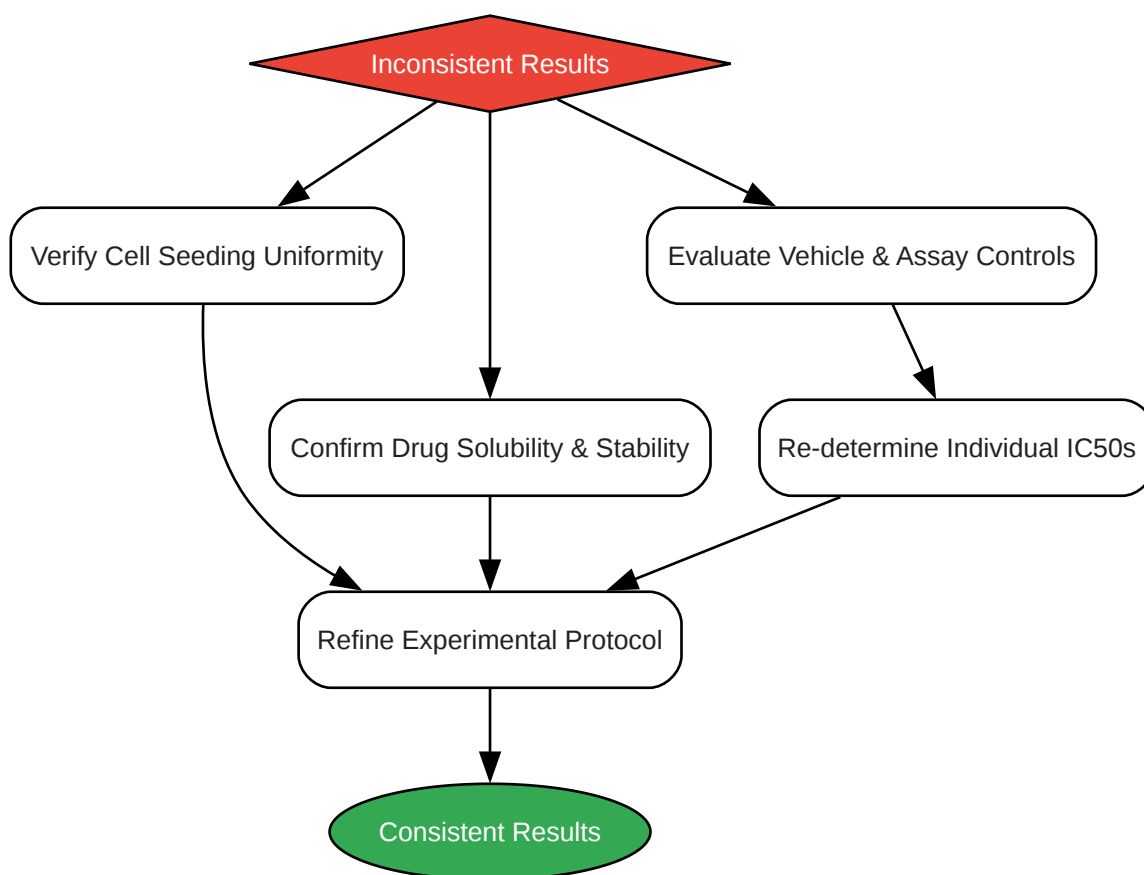 Inconsistent Results
Verify Cell Seeding Uniformity
Evaluate Vehicle & Assay Controls
Confirm Drug Solubility & Stability
Re-determine Individual IC50s
Refine Experimental Protocol
Consistent Results